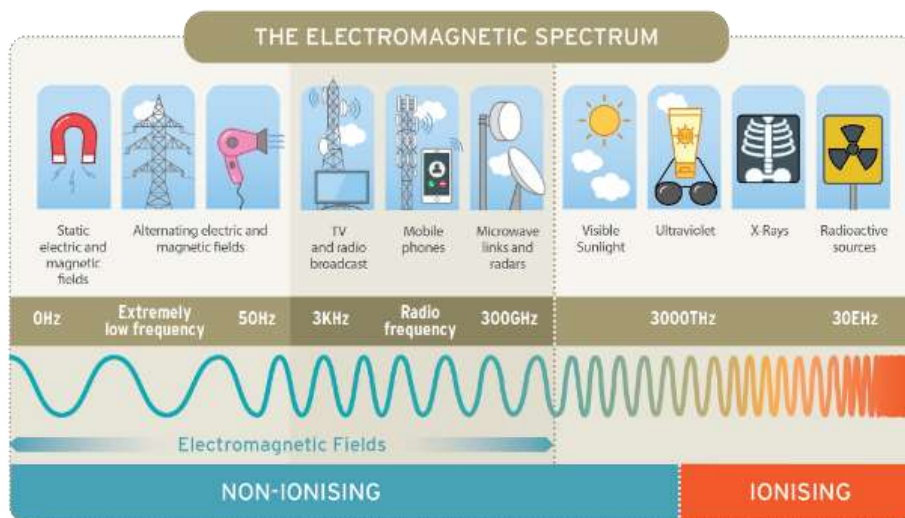 THE ELECTROMAGNETIC SPECTRUM
Static
electric and
magnetic
fields
Alternating electric and
magnetic fields
TV
and radio
broadcast
Mobile
phones
Microwave
links and
radars
Visible
Sunlight
Ultraviolet
X-Rays
Radioactive
sources
0Hz
Extremely
low frequency
50Hz
3KHz
Radio
frequency
300GHz
3000THz
30EHz
Electromagnetic Fields
NON-IONISING
IONISING